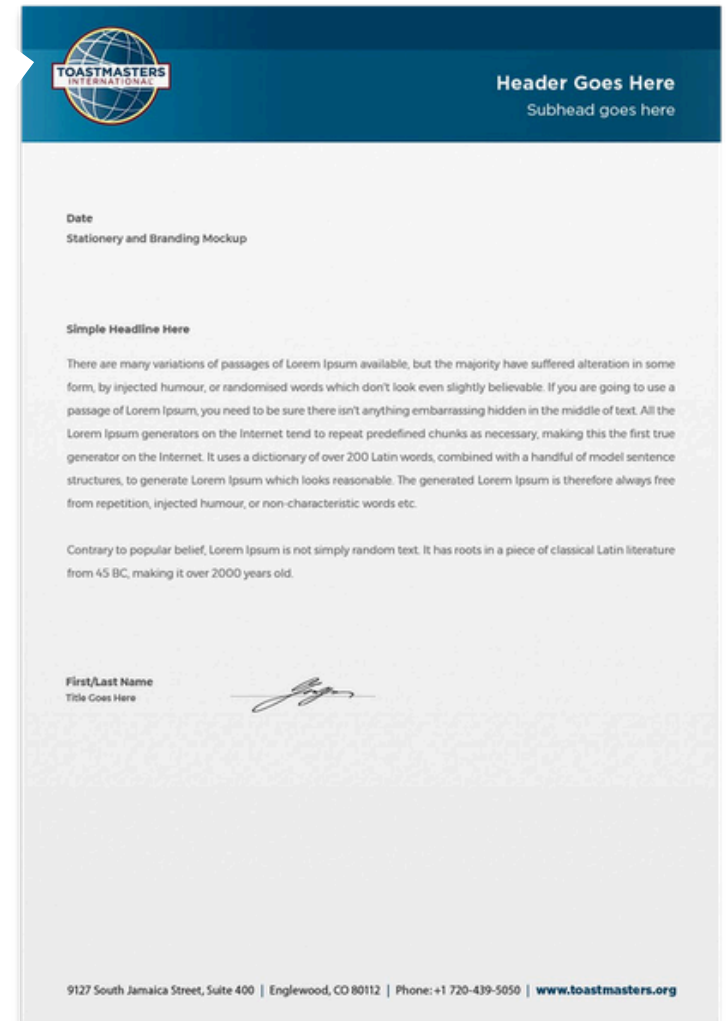 TOASTMASTERS
INTERNATIONAL
Header Goes Here
Subhead goes here
Date
Stationery and Branding Mockup
Simple Headline Here
There are many variations of passages of Lorem Ipsum available, but the majority have suffered alteration in some
form, by injected humour, or randomised words which don't look even slightly believable. If you are going to use a
passage of Lorem Ipsum, you need to be sure there isn't anything embarrassing hidden in the middle of text. All the
Lorem Ipsum generators on the Internet tend to repeat predefined chunks as necessary, making this the first true
generator on the Internet. It uses a dictionary of over 200 Latin words, combined with a handful of model sentence
structures, to generate Lorem Ipsum which looks reasonable. The generated Lorem Ipsum is therefore always free
from repetition, injected humour, or non-characteristic words etc.
Contrary to popular belief, Lorem Ipsum is not simply random text. It has roots in a piece of classical Latin literature
from 45 BC, making it over 2000 years old.
First/Last Name
Title Goes Here
9127 South Jamaica Street, Suite 400 | Englewood, CO 80112 | Phone: +1 720-439-5050 | www.toastmasters.org